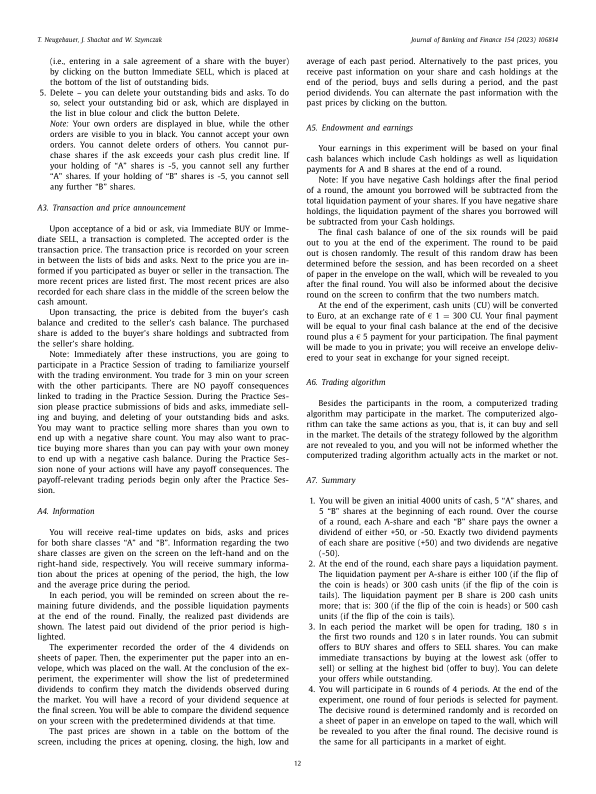 T. Neugebauer, J. Shachat and W. Szymczak
Journal of Banking and Finance 154 (2023) 106814
(i.e., entering in a sale agreement of a share with the buyer)
by clicking on the button Immediate SELL, which is placed at
the bottom of the list of outstanding bids.
5. Delete – you can delete your outstanding bids and asks. To do
so, select your outstanding bid or ask, which are displayed in
the list in blue colour and click the button Delete.
Note: Your own orders are displayed in blue, while the other
orders are visible to you in black. You cannot accept your own
orders. You cannot delete orders of others. You cannot pur-
chase shares if the ask exceeds your cash plus credit line. If
your holding of "A" shares is -5, you cannot sell any further
"A" shares. If your holding of "B" shares is -5, you cannot sell
any further "B" shares.
A3. Transaction and price announcement
Upon acceptance of a bid or ask, via Immediate BUY or Imme-
diate SELL, a transaction is completed. The accepted order is the
transaction price. The transaction price is recorded on your screen
in between the lists of bids and asks. Next to the price you are in-
formed if you participated as buyer or seller in the transaction. The
more recent prices are listed first. The most recent prices are also
recorded for each share class in the middle of the screen below the
cash amount.
Upon transacting, the price is debited from the buyer's cash
balance and credited to the seller's cash balance. The purchased
share is added to the buyer's share holdings and subtracted from
the seller's share holding.
Note: Immediately after these instructions, you are going to
participate in a Practice Session of trading to familiarize yourself
with the trading environment. You trade for 3 min on your screen
with the other participants. There are NO payoff consequences
linked to trading in the Practice Session. During the Practice Ses-
sion please practice submissions of bids and asks, immediate sell-
ing and buying, and deleting of your outstanding bids and asks.
You may want to practice selling more shares than you own to
end up with a negative share count. You may also want to prac-
tice buying more shares than you can pay with your own money
to end up with a negative cash balance. During the Practice Ses-
sion none of your actions will have any payoff consequences. The
payoff-relevant trading periods begin only after the Practice Ses-
sion.
A4. Information
You will receive real-time updates on bids, asks and prices
for both share classes "A" and "B". Information regarding the two
share classes are given on the screen on the left-hand and on the
right-hand side, respectively. You will receive summary informa-
tion about the prices at opening of the period, the high, the low
and the average price during the period.
In each period, you will be reminded on screen about the re-
maining future dividends, and the possible liquidation payments
at the end of the round. Finally, the realized past dividends are
shown. The latest paid out dividend of the prior period is high-
lighted.
The experimenter recorded the order of the 4 dividends on
sheets of paper. Then, the experimenter put the paper into an en-
velope, which was placed on the wall. At the conclusion of the ex-
periment, the experimenter will show the list of predetermined
dividends to confirm they match the dividends observed during
the market. You will have a record of your dividend sequence at
the final screen. You will be able to compare the dividend sequence
on your screen with the predetermined dividends at that time.
The past prices are shown in a table on the bottom of the
screen, including the prices at opening, closing, the high, low and
average of each past period. Alternatively to the past prices, you
receive past information on your share and cash holdings at the
end of the period, buys and sells during a period, and the past
period dividends. You can alternate the past information with the
past prices by clicking on the button.
A5. Endowment and earnings
Your earnings in this experiment will be based on your final
cash balances which include Cash holdings as well as liquidation
payments for A and B shares at the end of a round.
Note: If you have negative Cash holdings after the final period
of a round, the amount you borrowed will be subtracted from the
total liquidation payment of your shares. If you have negative share
holdings, the liquidation payment of the shares you borrowed will
be subtracted from your Cash holdings.
The final cash balance of one of the six rounds will be paid
out to you at the end of the experiment. The round to be paid
out is chosen randomly. The result of this random draw has been
determined before the session, and has been recorded on a sheet
of paper in the envelope on the wall, which will be revealed to you
after the final round. You will also be informed about the decisive
round on the screen to confirm that the two numbers match.
At the end of the experiment, cash units (CU) will be converted
to Euro, at an exchange rate of € 1 = 300 CU. Your final payment
will be equal to your final cash balance at the end of the decisive
round plus a € 5 payment for your participation. The final payment
will be made to you in private; you will receive an envelope deliv-
ered to your seat in exchange for your signed receipt.
A6. Trading algorithm
Besides the participants in the room, a computerized trading
algorithm may participate in the market. The computerized algo-
rithm can take the same actions as you, that is, it can buy and sell
in the market. The details of the strategy followed by the algorithm
are not revealed to you, and you will not be informed whether the
computerized trading algorithm actually acts in the market or not.
A7. Summary
1. You will be given an initial 4000 units of cash, 5 "A" shares, and
5 "B" shares at the beginning of each round. Over the course
of a round, each A-share and each "B" share pays the owner a
dividend of either +50, or -50. Exactly two dividend payments
of each share are positive (+50) and two dividends are negative
(-50).
2. At the end of the round, each share pays a liquidation payment.
The liquidation payment per A-share is either 100 (if the flip of
the coin is heads) or 300 cash units (if the flip of the coin is
tails). The liquidation payment per B share is 200 cash units
more; that is: 300 (if the flip of the coin is heads) or 500 cash
units (if the flip of the coin is tails).
3. In each period the market will be open for trading, 180 s in
the first two rounds and 120 s in later rounds. You can submit
offers to BUY shares and offers to SELL shares. You can make
immediate transactions by buying at the lowest ask (offer to
sell) or selling at the highest bid (offer to buy). You can delete
your offers while outstanding.
4. You will participate in 6 rounds of 4 periods. At the end of the
experiment, one round of four periods is selected for payment.
The decisive round is determined randomly and is recorded on
a sheet of paper in an envelope on taped to the wall, which will
be revealed to you after the final round. The decisive round is
the same for all participants in a market of eight.
12